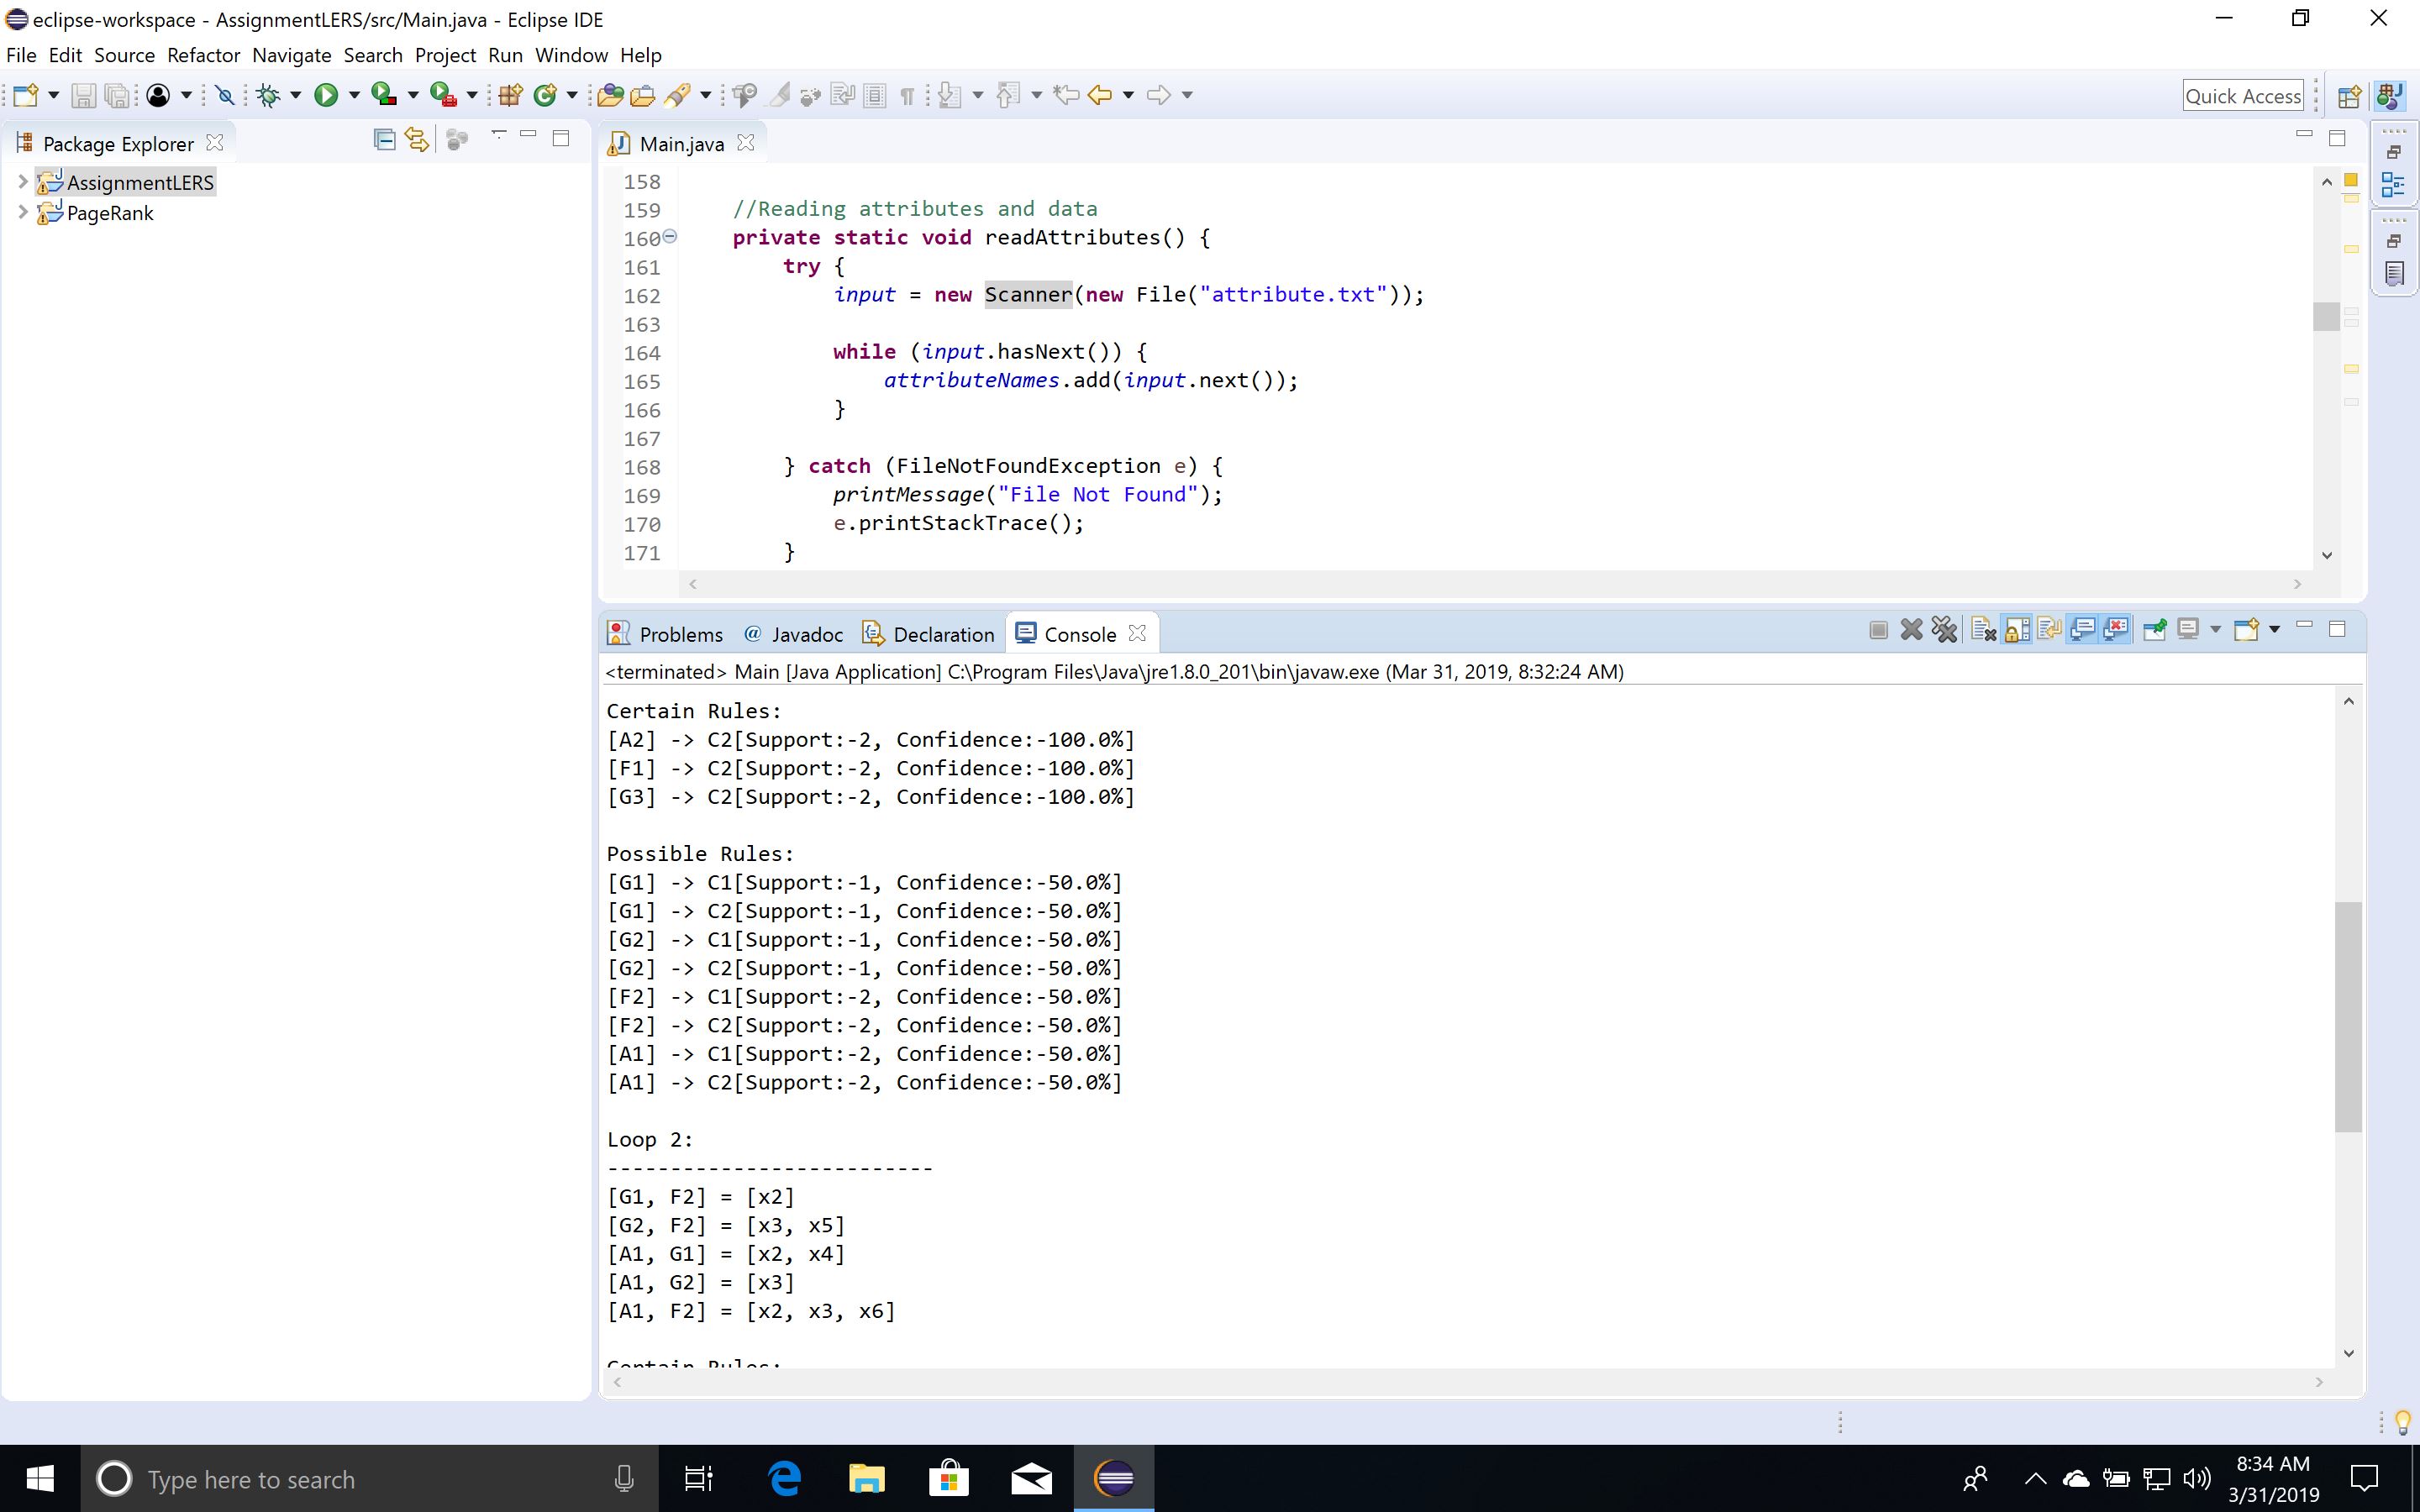 eclipse-workspace - AssignmentLERS/src/Main.java - Eclipse IDE
File Edit Source Refactor Navigate Search Project Run Window Help
Quick Access
Package Explorer
AssignmentLERS
PageRank
Main.java
158
159 //Reading attributes and data
160 private static void readAttributes() {
161 try {
162 input = new Scanner(new File("attribute.txt"));
163
164 while (input.hasNext()) {
165 attributeNames.add(input.next());
166 }
167
168 } catch (FileNotFoundException e) {
169 printMessage("File Not Found");
170 e.printStackTrace();
171 }
Problems @ Javadoc Declaration Console
<terminated> Main [Java Application] C:\Program Files\Java\jre1.8.0_201\bin\javaw.exe (Mar 31, 2019, 8:32:24 AM)
Certain Rules:
[A2] -> C2[Support:-2, Confidence:-100.0%]
[F1] -> C2[Support:-2, Confidence:-100.0%]
[G3] -> C2[Support:-2, Confidence:-100.0%]
Possible Rules:
[G1] -> C1[Support:-1, Confidence:-50.0%]
[G1] -> C2[Support:-1, Confidence:-50.0%]
[G2] -> C1[Support:-1, Confidence:-50.0%]
[G2] -> C2[Support:-1, Confidence:-50.0%]
[F2] -> C1[Support:-2, Confidence:-50.0%]
[F2] -> C2[Support:-2, Confidence:-50.0%]
[A1] -> C1[Support:-2, Confidence:-50.0%]
[A1] -> C2[Support:-2, Confidence:-50.0%]
Loop 2:
--------------------------
[G1, F2] = [x2]
[G2, F2] = [x3, x5]
[A1, G1] = [x2, x4]
[A1, G2] = [x3]
[A1, F2] = [x2, x3, x6]
Certain Rules:
Type here to search
8:34 AM
3/31/2019